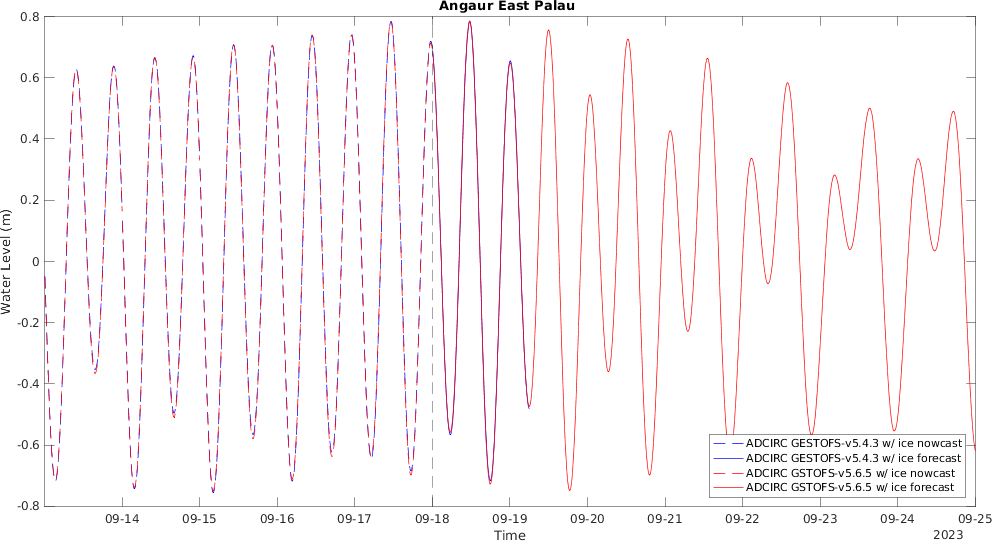 Angaur East Palau
0.8
0.6
0.4
0.2
0
-0.2
-0.4
-0.6
-0.8
Water Level (m)
ADCIRC GESTOFS-v5.4.3 w/ ice nowcast
ADCIRC GESTOFS-v5.4.3 w/ ice forecast
ADCIRC GSTOFS-v5.6.5 w/ ice nowcast
ADCIRC GSTOFS-v5.6.5 w/ ice forecast
09-14 09-15 09-16 09-17 09-18 09-19 09-20 09-21 09-22 09-23 09-24 09-25
Time
2023